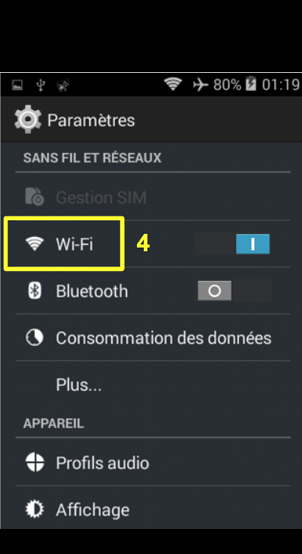 80% 01:19
Paramètres
SANS FIL ET RÉSEAUX
Gestion SIM
Wi-Fi 4
Bluetooth
Consommation des données
Plus...
APPAREIL
Profils audio
Affichage